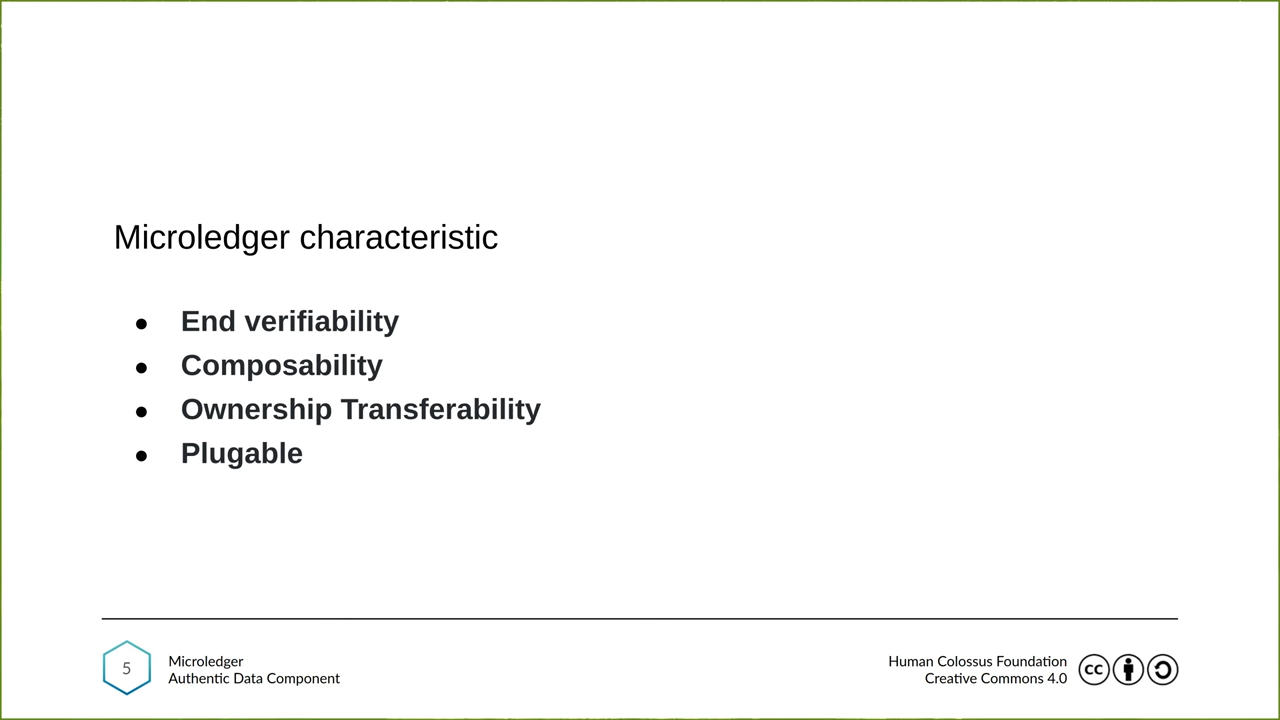 Microledger characteristic
● End verifiability
● Composability
● Ownership Transferability
● Plugable
5
Microledger
Authentic Data Component
Human Colossus Foundation
Creative Commons 4.0
cc